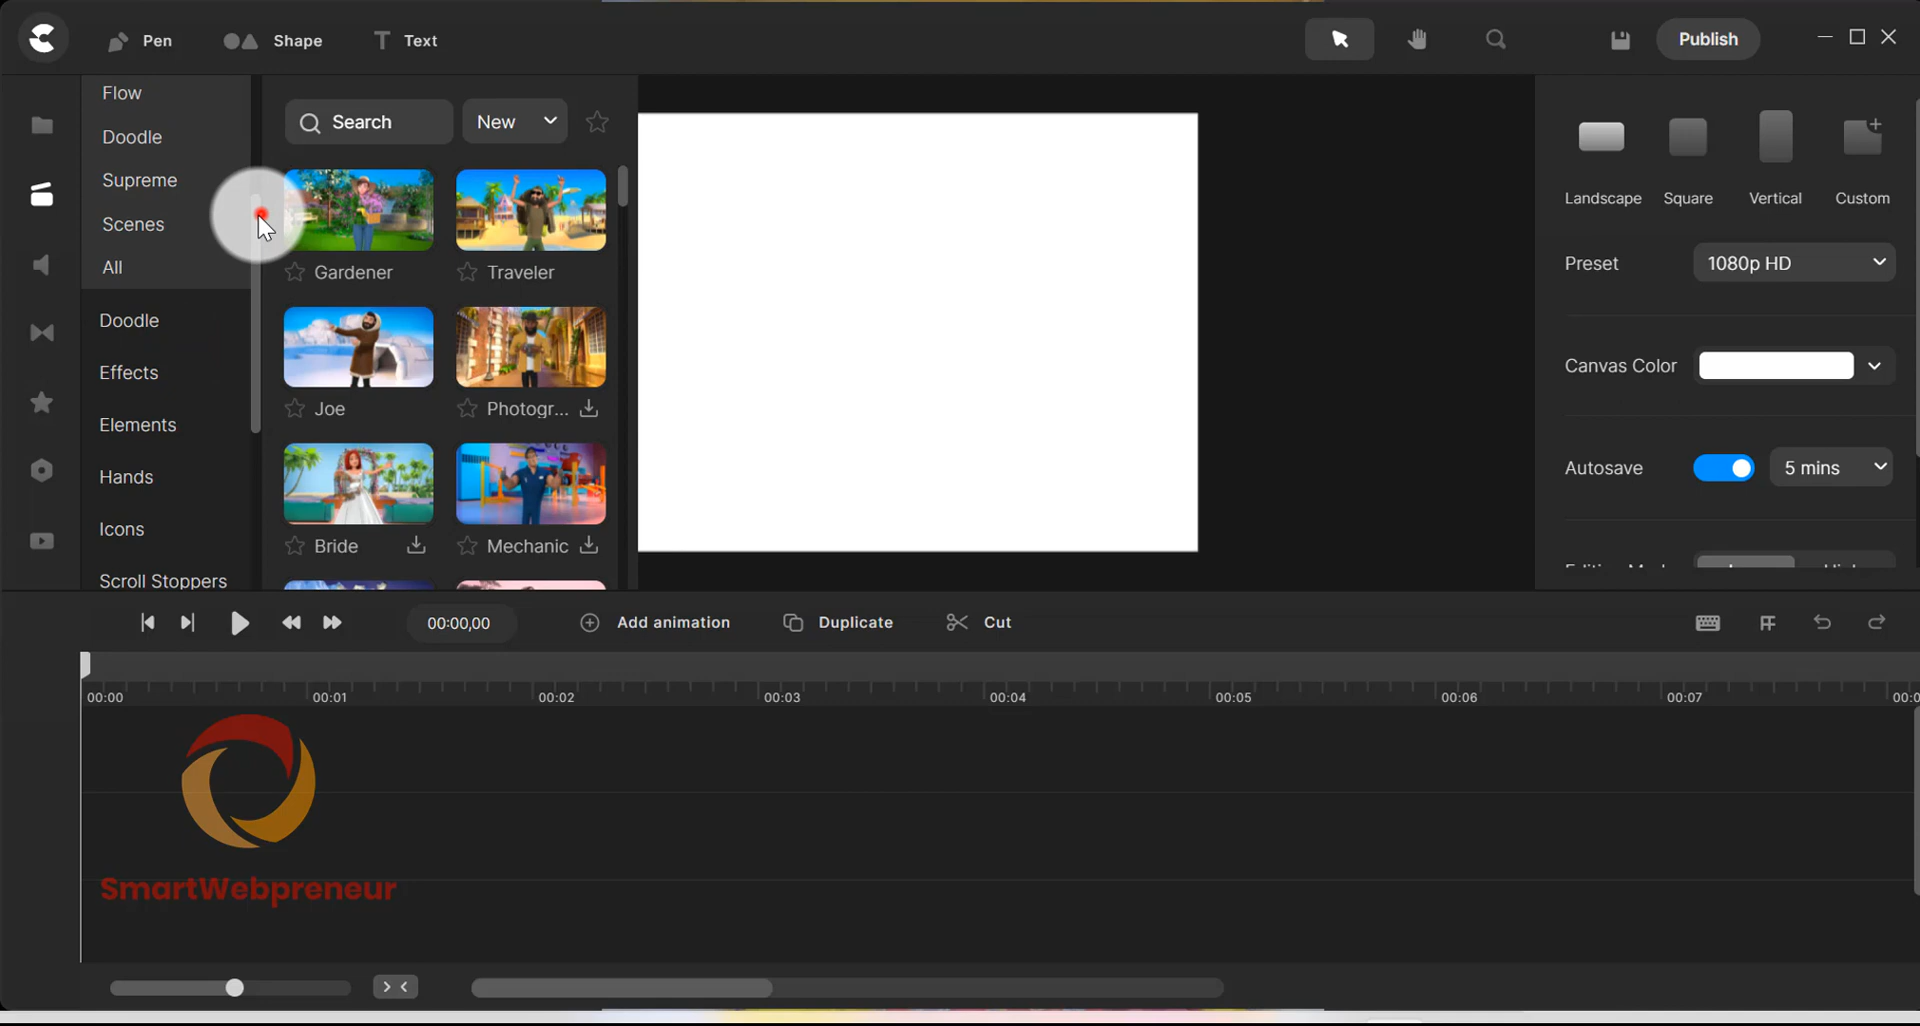 Pen
Shape
Text
Publish
Flow
Doodle
Supreme
Scenes
All
Doodle
Effects
Elements
Hands
Icons
Scroll Stoppers
Search
New
Gardener
Traveler
Joe
Photogr...
Bride
Mechanic
Landscape
Square
Vertical
Custom
Preset
1080p HD
Canvas Color
Autosave
5 mins
00:00,00
Add animation
Duplicate
Cut
00:00
00:01
00:02
00:03
00:04
00:05
00:06
00:07
00:0
SmartWebpreneur